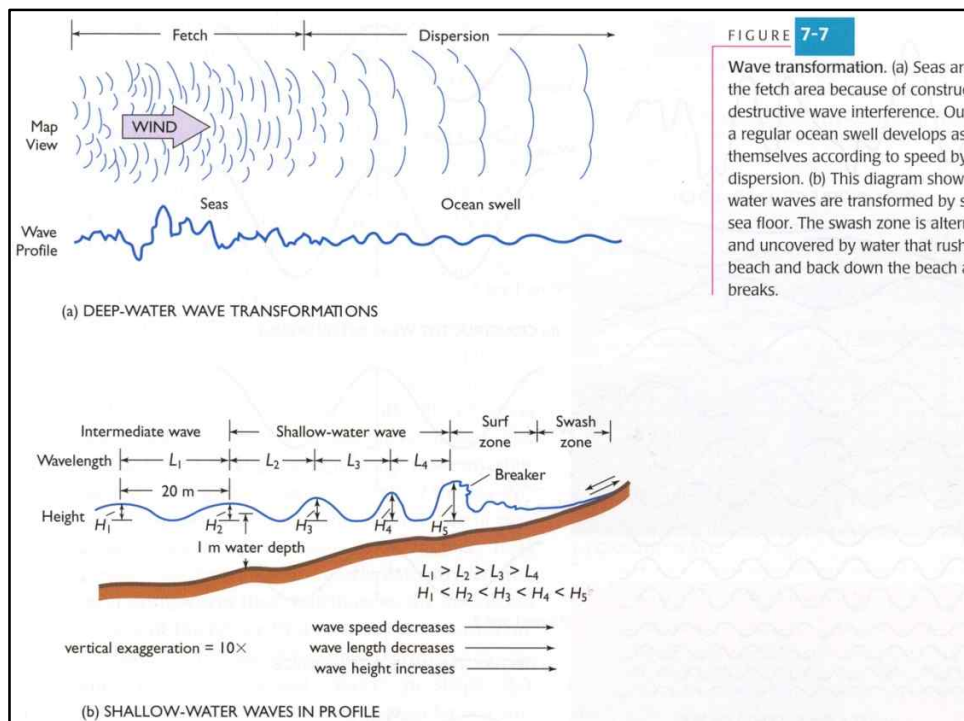 Fetch
Dispersion
FIGURE 7-7
Wave transformation. (a) Seas ar
the fetch area because of construc
destructive wave interference. Ou
a regular ocean swell develops as
themselves according to speed by
dispersion. (b) This diagram show
water waves are transformed by s
sea floor. The swash zone is altern
and uncovered by water that rush
beach and back down the beach a
breaks.
Map
View
WIND
Seas
Ocean swell
Wave
Profile
(a) DEEP-WATER WAVE TRANSFORMATIONS
Intermediate wave
Shallow-water wave
Surf
zone
Swash
zone
Wavelength
L₁
L₂
L₃
L₄
Breaker
20 m
Height
H₁
H₂
H₃
H₄
H₅
1 m water depth
L₁ > L₂ > L₃ > L₄
H₁ < H₂ < H₃ < H₄ < H₅
wave speed decreases
vertical exaggeration = 10×
wave length decreases
wave height increases
(b) SHALLOW-WATER WAVES IN PROFILE